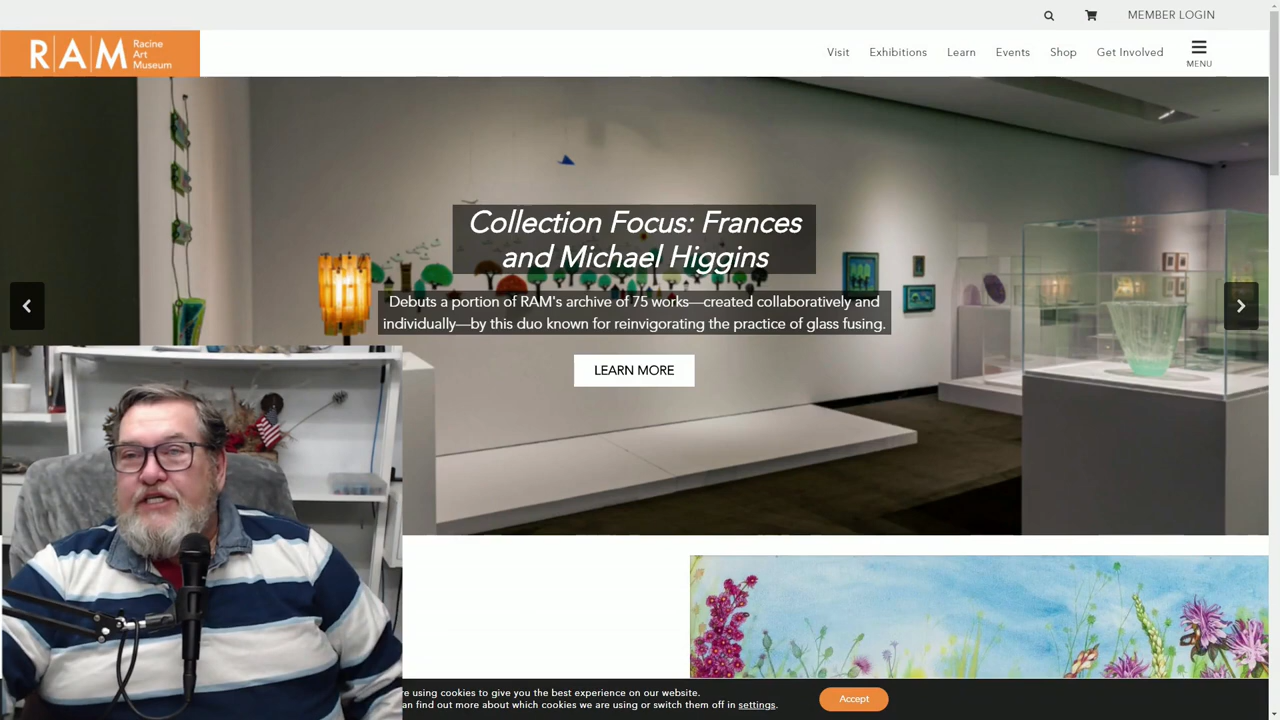 MEMBER LOGIN
R|A|M Racine
Art
Museum
Visit Exhibitions Learn Events Shop Get Involved
MENU
Collection Focus: Frances
and Michael Higgins
Debuts a portion of RAM's archive of 75 works—created collaboratively and
individually—by this duo known for reinvigorating the practice of glass fusing.
LEARN MORE
using cookies to give you the best experience on our website.
find out more about which cookies we are using or switch them off in settings.
Accept